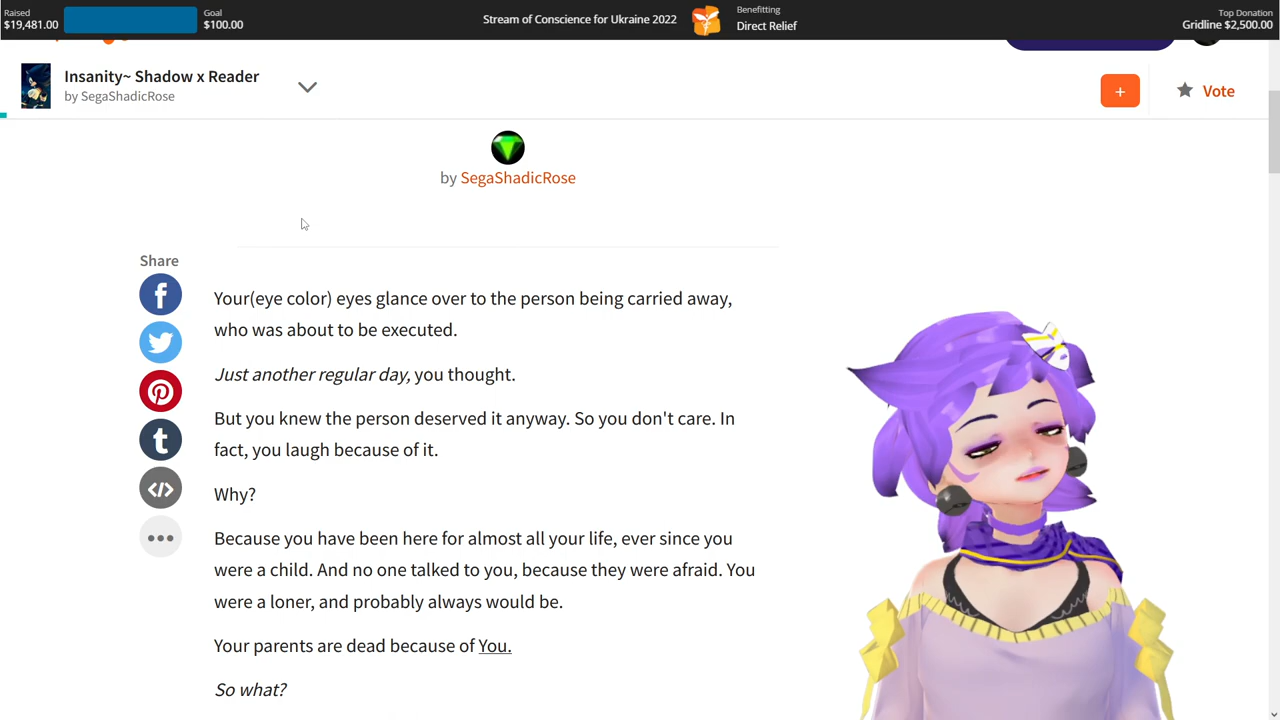 Raised
$19,481.00
Goal
$100.00
Stream of Conscience for Ukraine 2022
Benefitting
Direct Relief
Top Donation
Gridline $2,500.00
Insanity~ Shadow x Reader
by SegaShadicRose
+
Vote
by SegaShadicRose
Share
Your(eye color) eyes glance over to the person being carried away,
who was about to be executed.
Just another regular day, you thought.
But you knew the person deserved it anyway. So you don't care. In
fact, you laugh because of it.
Why?
Because you have been here for almost all your life, ever since you
were a child. And no one talked to you, because they were afraid. You
were a loner, and probably always would be.
Your parents are dead because of You.
So what?